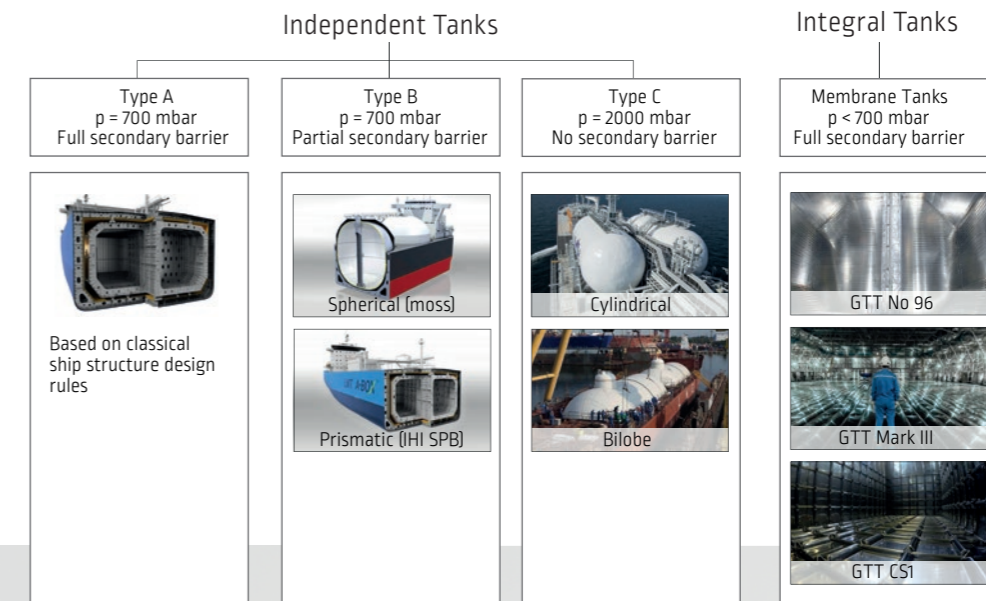 Independent Tanks
Integral Tanks
Type A
p = 700 mbar
Full secondary barrier
Type B
p = 700 mbar
Partial secondary barrier
Type C
p = 2000 mbar
No secondary barrier
Membrane Tanks
p < 700 mbar
Full secondary barrier
Based on classical
ship structure design
rules
Spherical (moss)
Prismatic (IHI SPB)
Cylindrical
Bilobe
GTT No 96
GTT Mark III
GTT CS1